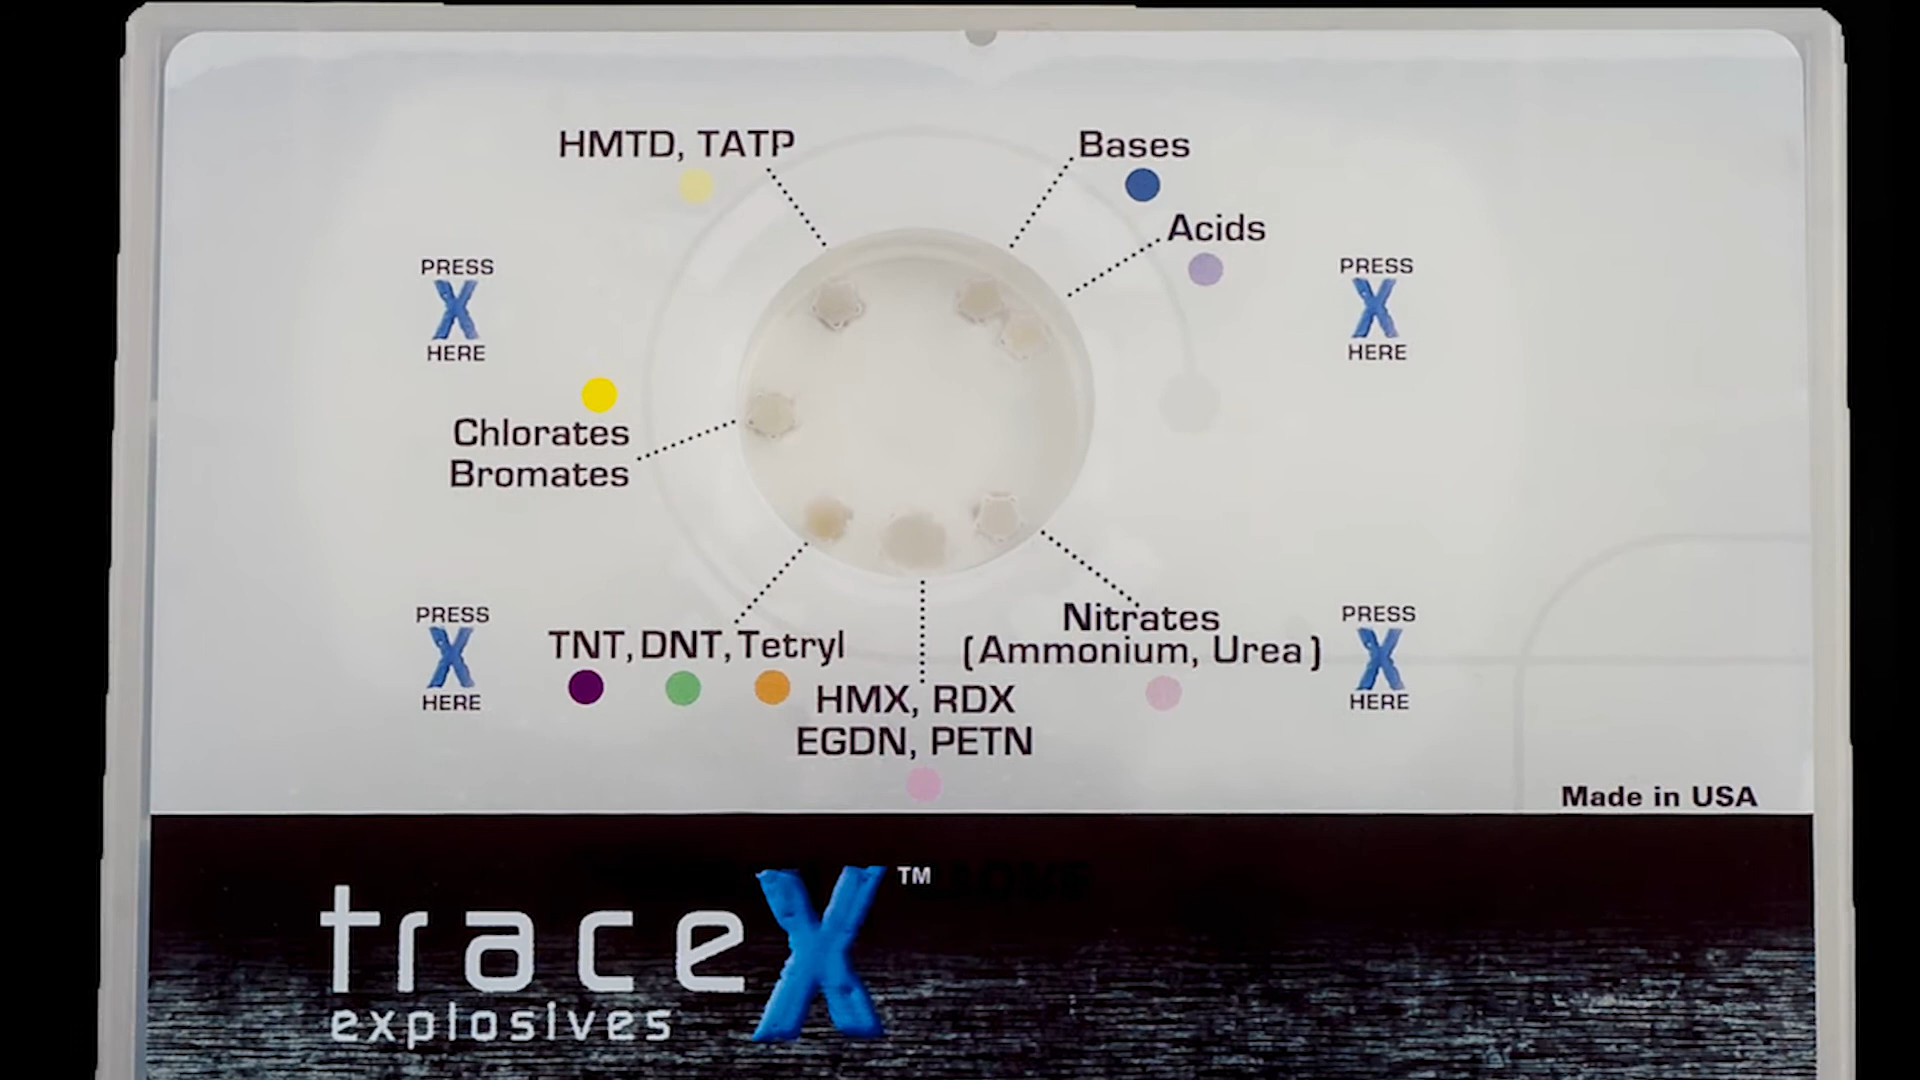 HMTD, TATP
Bases
Acids
PRESS
X
HERE
PRESS
X
HERE
Chlorates
Bromates
PRESS
X
HERE
TNT, DNT, Tetryl
Nitrates
(Ammonium, Urea)
PRESS
X
HERE
HMX, RDX
EGDN, PETN
Made in USA
traceX™
explosives